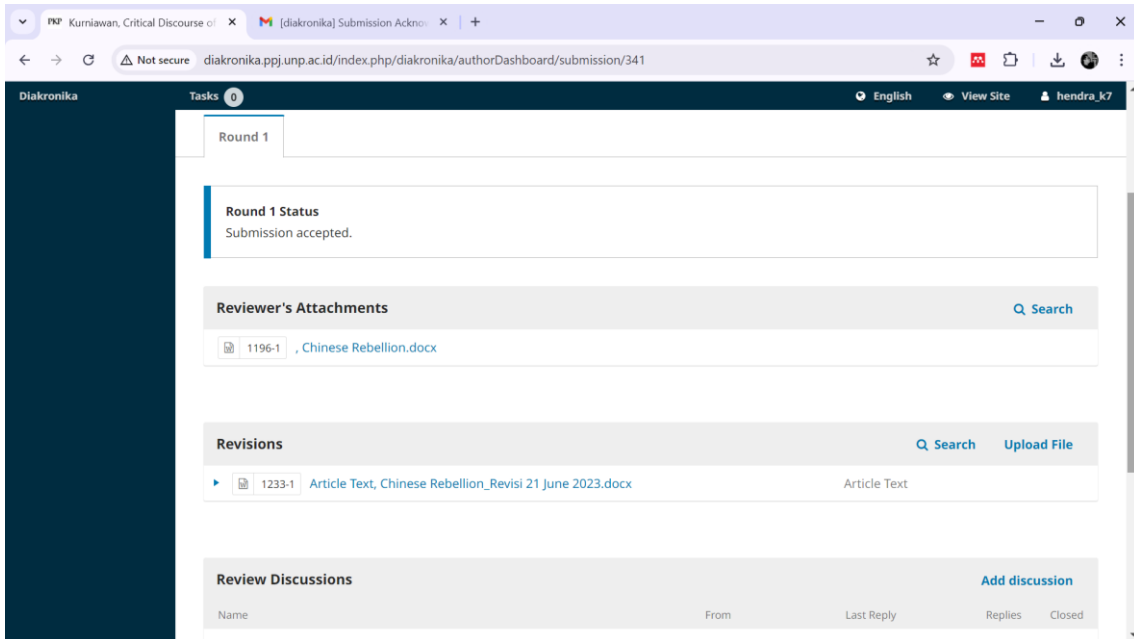 PKP Kurniawan, Critical Discourse of
[diakronika] Submission Acknov
Not secure diakronika.ppj.unp.ac.id/index.php/diakronika/authorDashboard/submission/341
Diakronika Tasks 0 English View Site hendra_k7
Round 1
Round 1 Status
Submission accepted.
Reviewer's Attachments Search
1196-1 , Chinese Rebellion.docx
Revisions Search Upload File
1233-1 Article Text, Chinese Rebellion_Revisi 21 June 2023.docx Article Text
Review Discussions Add discussion
Name From Last Reply Replies Closed